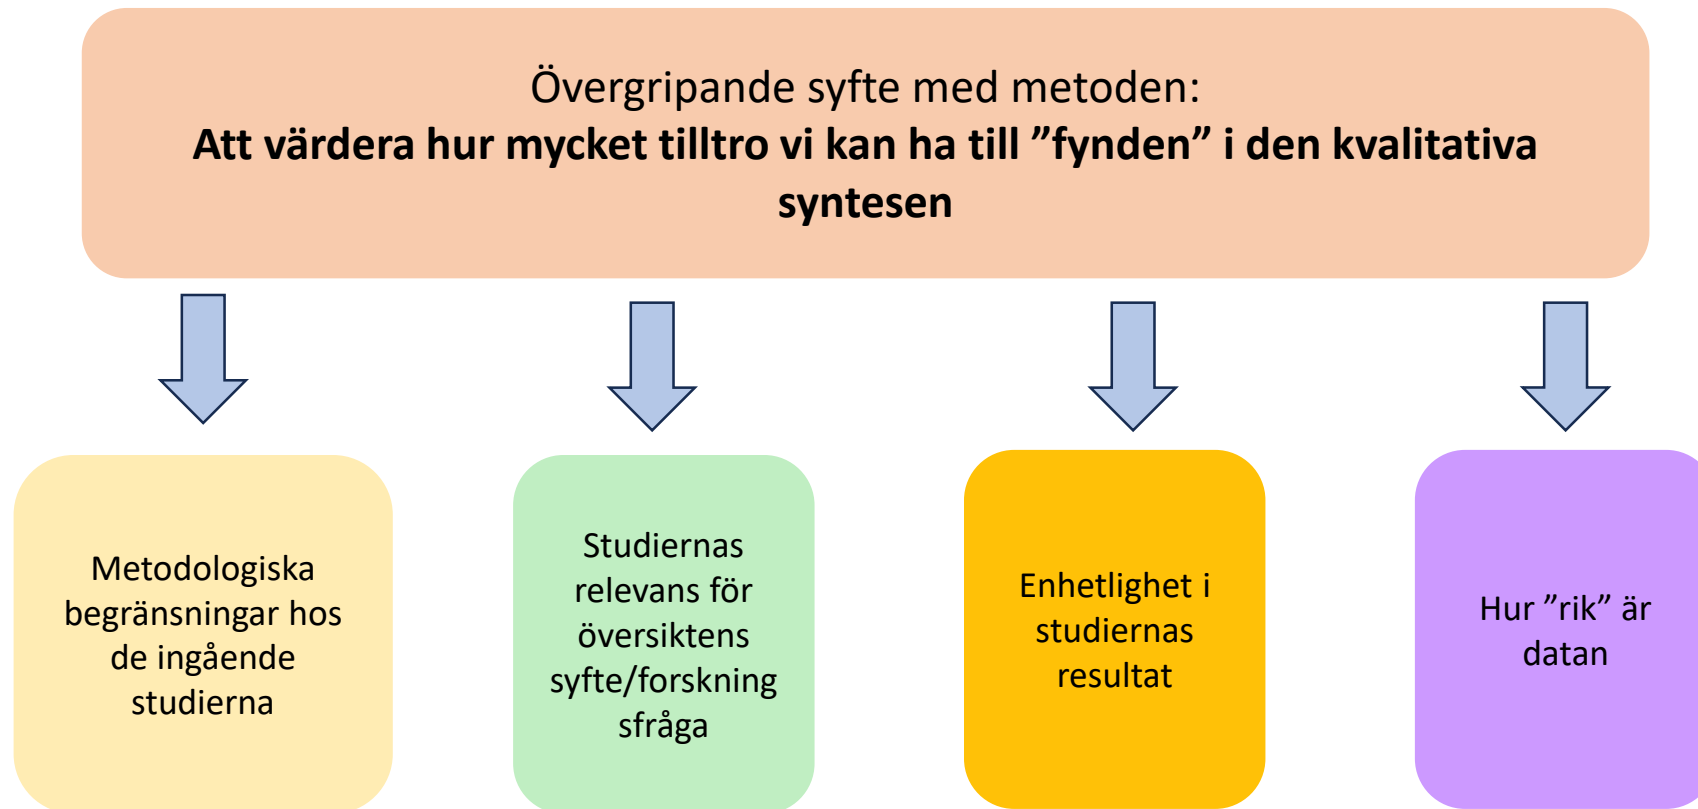 Övergripande syfte med metoden:
Att värdera hur mycket tilltro vi kan ha till ”fynden” i den kvalitativa
syntesen
Metodologiska
begränsningar hos
de ingående
studierna
Studiernas
relevans för
översiktens
syfte/forskning
sfråga
Enhetlighet i
studiernas
resultat
Hur ”rik” är
datan